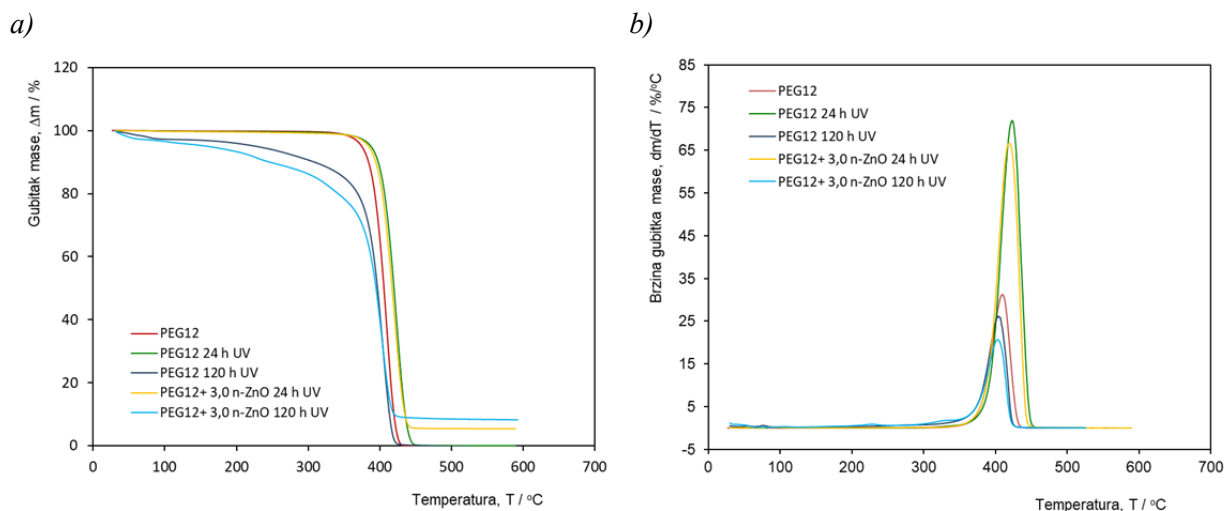 a)
120
100
80
60
40
20
0
Gubitak mase, Δm / %
PEG12
PEG12 24 h UV
PEG12 120 h UV
PEG12+ 3,0 n-ZnO 24 h UV
PEG12+ 3,0 n-ZnO 120 h UV
0 100 200 300 400 500 600 700
Temperatura, T / °C
b)
85
75
65
55
45
35
25
15
5
-5
Brzina gubitka mase, dm/dT / %/°C
PEG12
PEG12 24 h UV
PEG12 120 h UV
PEG12+ 3,0 n-ZnO 24 h UV
PEG12+ 3,0 n-ZnO 120 h UV
0 100 200 300 400 500 600 700
Temperatura, T / °C